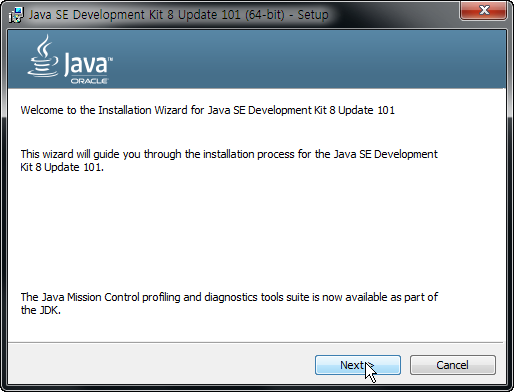 Java SE Development Kit 8 Update 101 (64-bit) - Setup
Java™
ORACLE
Welcome to the Installation Wizard for Java SE Development Kit 8 Update 101
This wizard will guide you through the installation process for the Java SE Development
Kit 8 Update 101.
The Java Mission Control profiling and diagnostics tools suite is now available as part of
the JDK.
Next >
Cancel